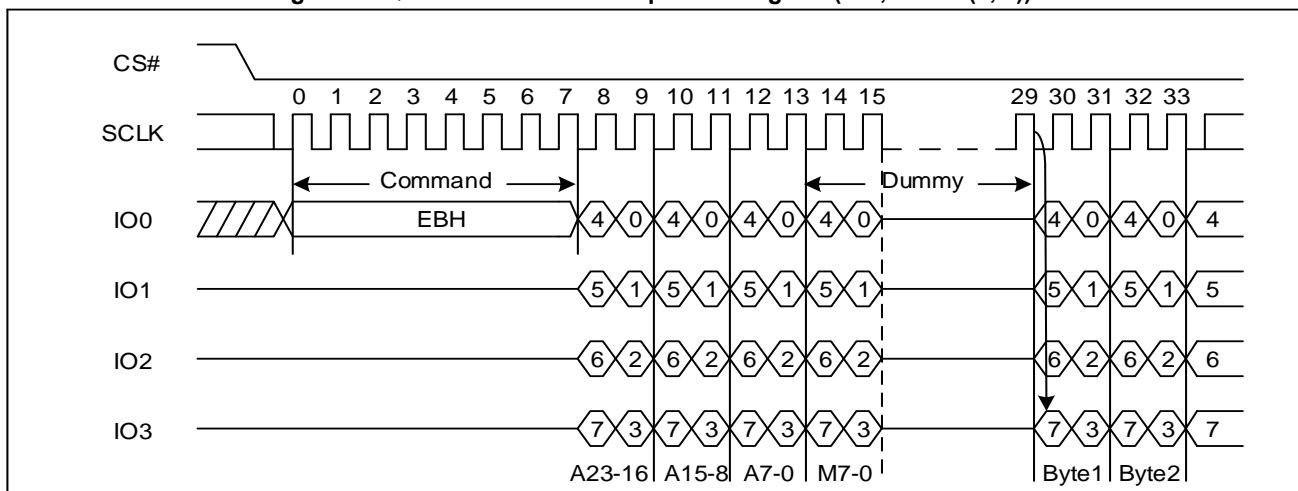 CS#
0 1 2 3 4 5 6 7 8 9 10 11 12 13 14 15 29 30 31 32 33
SCLK
Command Dummy
IO0 EBH 4 0 4 0 4 0 4 0 4 0 4 0 4
IO1 5 1 5 1 5 1 5 1 5 1 5 1 5
IO2 6 2 6 2 6 2 6 2 6 2 6 2 6
IO3 7 3 7 3 7 3 7 3 7 3 7 3 7
A23-16 A15-8 A7-0 M7-0 Byte1 Byte2